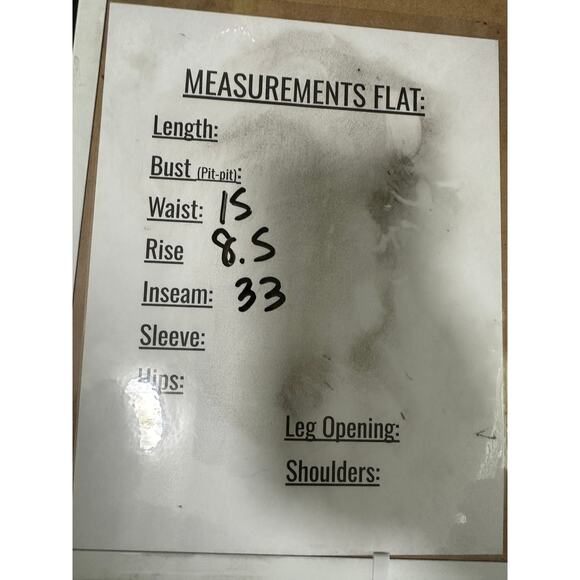 MEASUREMENTS FLAT:
Length:
Bust (Pit-pit):
Waist: 15
Rise 8.5
Inseam: 33
Sleeve:
Hips:
Leg Opening:
Shoulders: